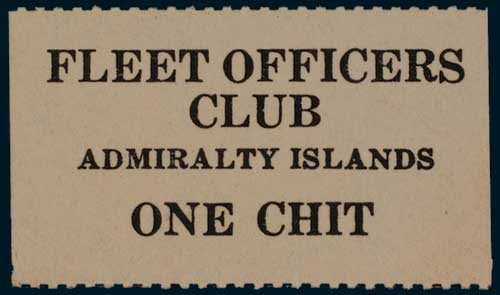 FLEET OFFICERS
CLUB
ADMIRALTY ISLANDS
ONE CHIT